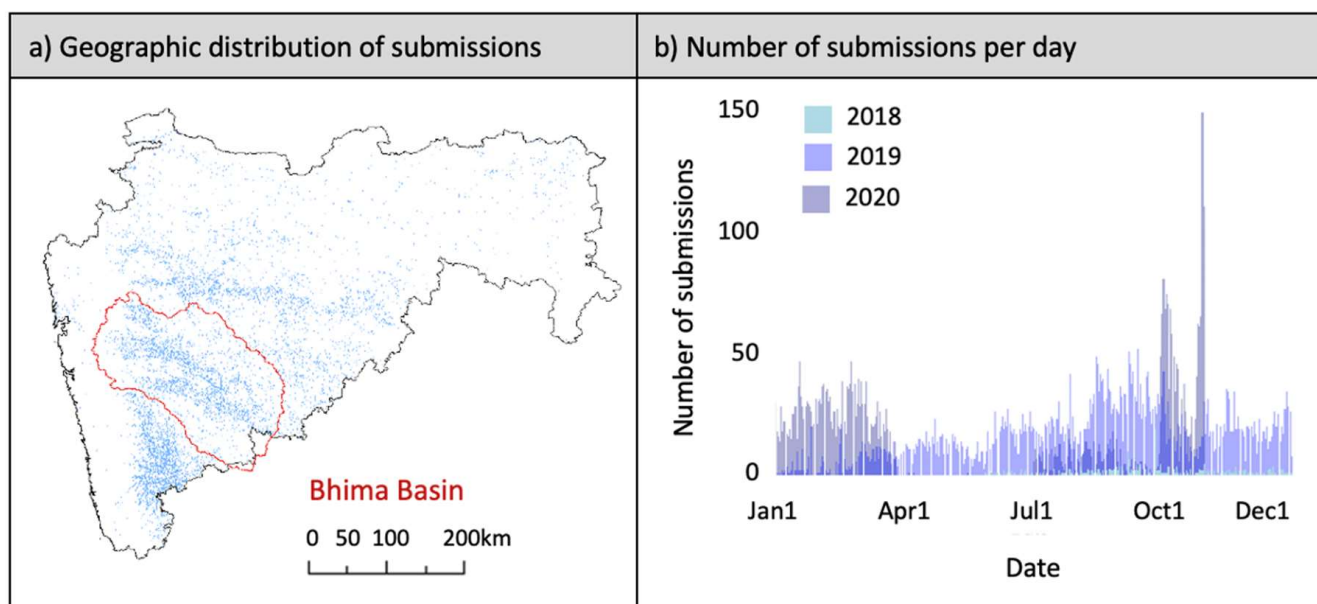 a) Geographic distribution of submissions
Bhima Basin
0 50 100 200km
b) Number of submissions per day
150
100
50
0
Number of submissions
2018
2019
2020
Jan1 Apr1 Jul1 Oct1 Dec1
Date